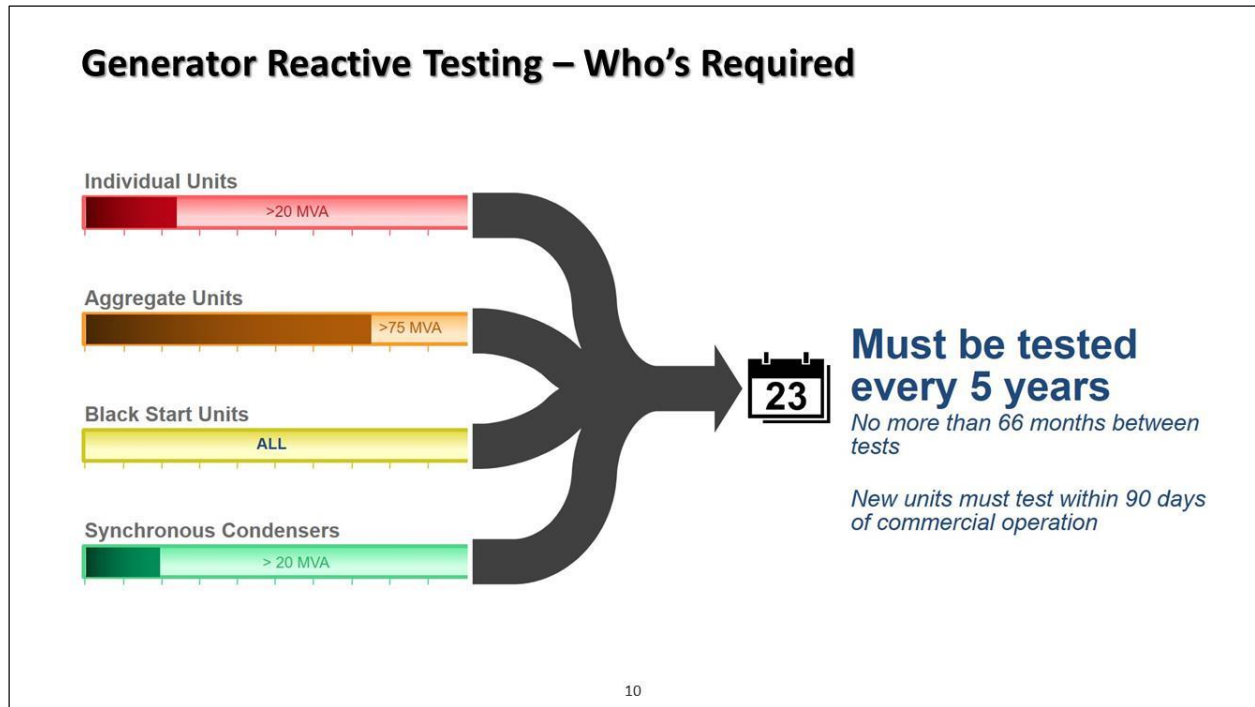 Generator Reactive Testing – Who's Required
Individual Units
>20 MVA
Aggregate Units
>75 MVA
Black Start Units
ALL
Synchronous Condensers
> 20 MVA
23
Must be tested
every 5 years
No more than 66 months between
tests
New units must test within 90 days
of commercial operation
10